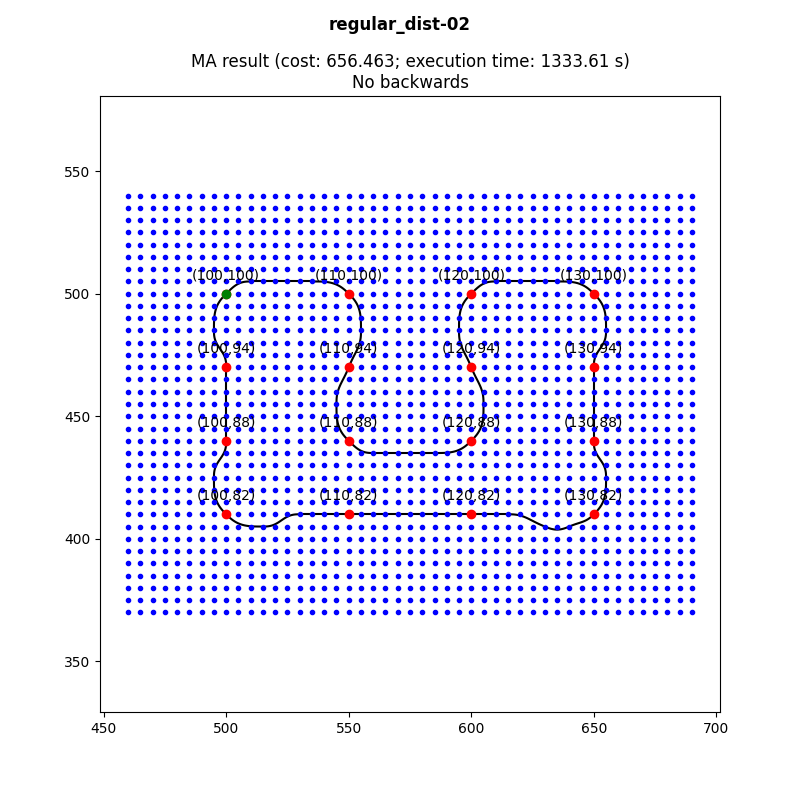 regular_dist-02
MA result (cost: 656.463; execution time: 1333.61 s)
No backwards
550
500
450
400
350
(100,100) (110,100) (120,100) (130,100)
(100,94) (110,94) (120,94) (130,94)
(100,88) (110,88) (120,88) (130,88)
(100,82) (110,82) (120,82) (130,82)
450 500 550 600 650 700